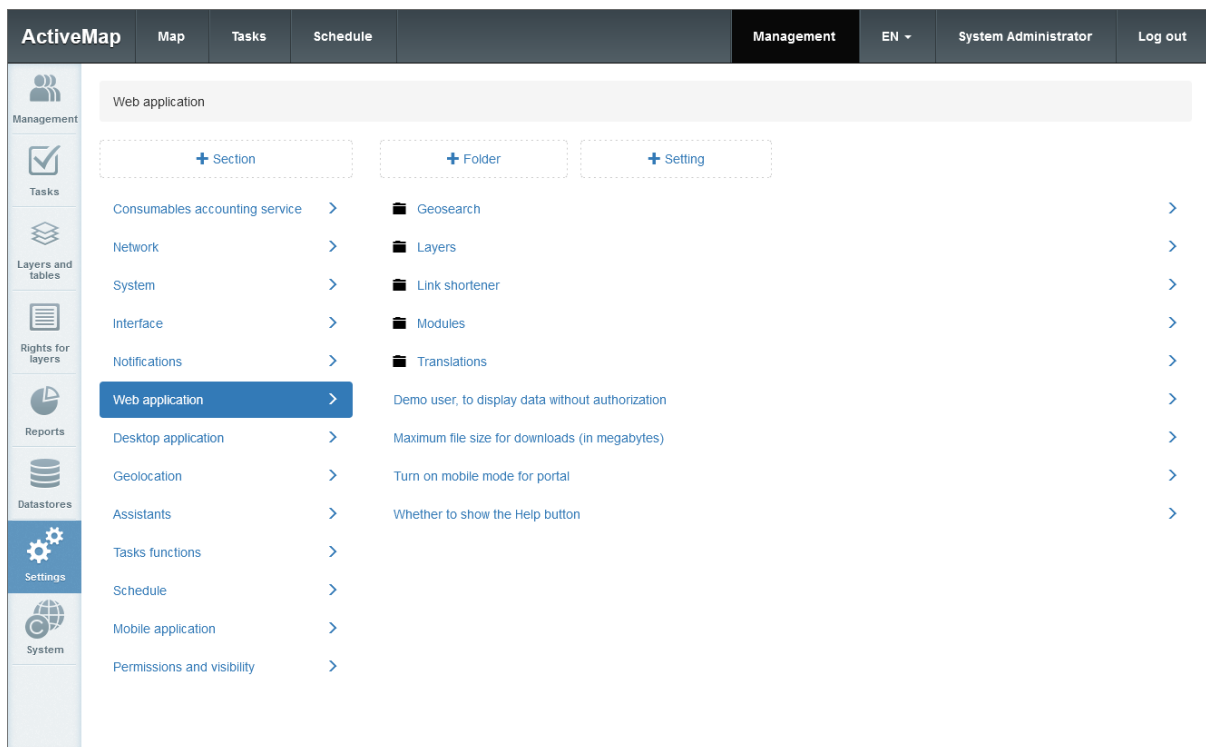 ActiveMap Map Tasks Schedule Management EN System Administrator Log out
Management
Tasks
Layers and
tables
Rights for
layers
Reports
Datastores
Settings
System
Web application
+ Section
Consumables accounting service
Network
System
Interface
Notifications
Web application
Desktop application
Geolocation
Assistants
Tasks functions
Schedule
Mobile application
Permissions and visibility
+ Folder + Setting
Geosearch
Layers
Link shortener
Modules
Translations
Demo user, to display data without authorization
Maximum file size for downloads (in megabytes)
Turn on mobile mode for portal
Whether to show the Help button